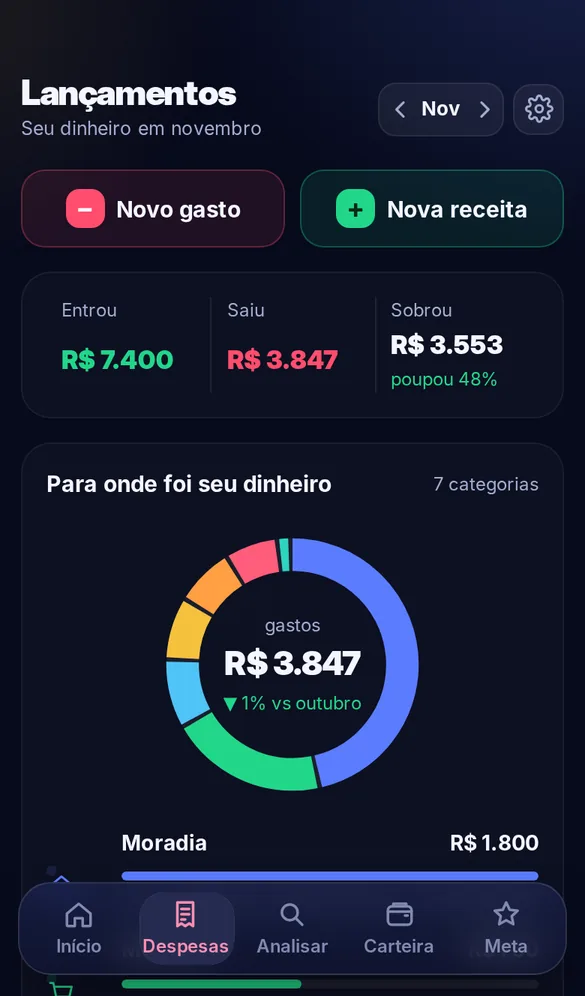 Lançamentos
Seu dinheiro em novembro
Nov
Novo gasto
Nova receita
Entrou
R$ 7.400
Saiu
R$ 3.847
Sobrou
R$ 3.553
poupou 48%
Para onde foi seu dinheiro
7 categorias
gastos
R$ 3.847
▼ 1% vs outubro
Moradia
R$ 1.800
Início
Despesas
Analisar
Carteira
Meta